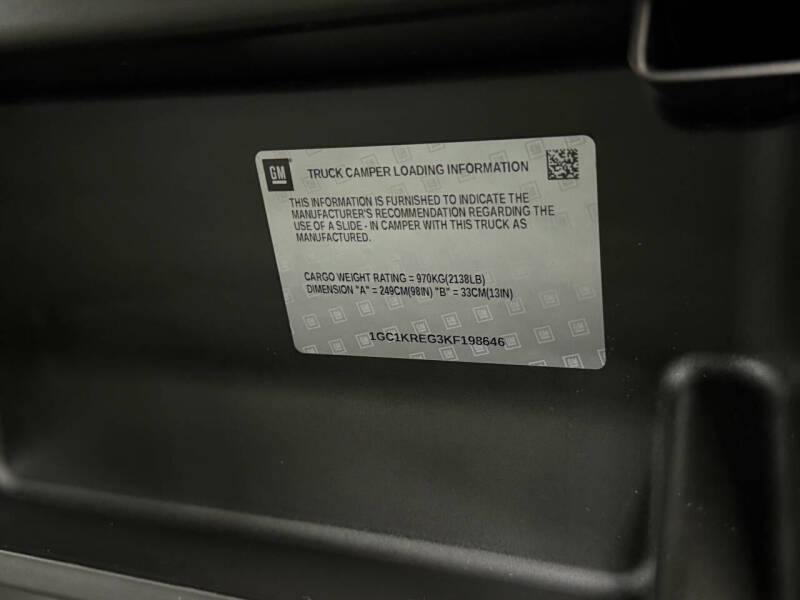 GM
TRUCK CAMPER LOADING INFORMATION
THIS INFORMATION IS FURNISHED TO INDICATE THE
MANUFACTURER'S RECOMMENDATION REGARDING THE
USE OF A SLIDE - IN CAMPER WITH THIS TRUCK AS
MANUFACTURED.
CARGO WEIGHT RATING = 970KG(2138LB)
DIMENSION "A" = 249CM(98IN) "B" = 33CM(13IN)
1GC1KREG3KF198646